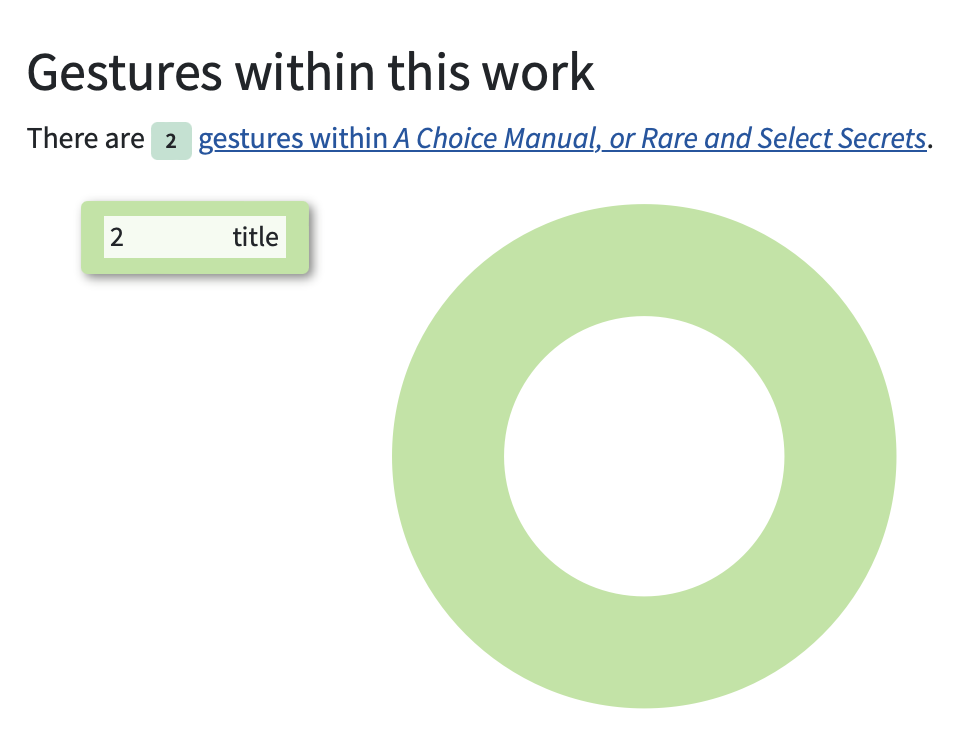 Gestures within this work
There are 2 gestures within A Choice Manual, or Rare and Select Secrets.
2 title